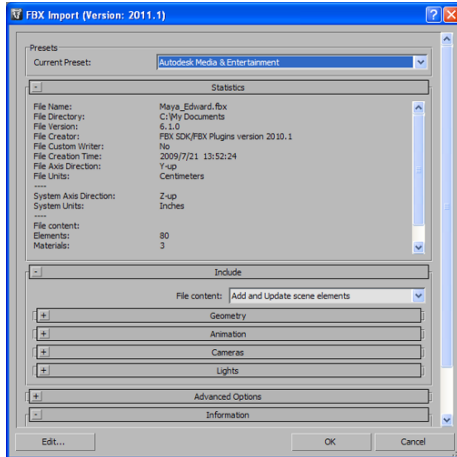 FBX Import (Version: 2011.1)
Presets
Current Preset: Autodesk Media & Entertainment
- Statistics
File Name: Maya_Edward.fbx
File Directory: C:\My Documents
File Version: 6.1.0
File Creator: FBX SDK/FBX Plugins version 2010.1
File Custom Writer: No
File Creation Time: 2009/7/21 13:52:24
File Axis Direction: Y-up
File Units: Centimeters
----
System Axis Direction: Z-up
System Units: Inches
----
File content:
Elements: 80
Materials: 3
- Include
File content: Add and Update scene elements
+ Geometry
+ Animation
+ Cameras
+ Lights
+ Advanced Options
- Information
Edit... OK Cancel